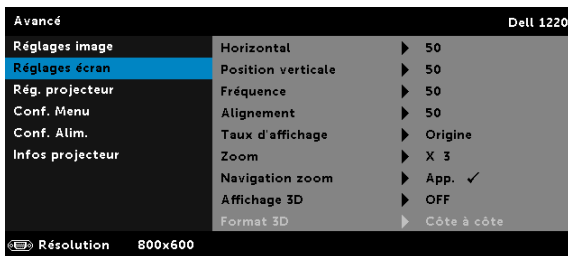 Avancé Dell 1220
Réglages image
Réglages écran
Rég. projecteur
Conf. Menu
Conf. Alim.
Infos projecteur
Horizontal 50
Position verticale 50
Fréquence 50
Alignement 50
Taux d'affichage Origine
Zoom X 3
Navigation zoom App. ✓
Affichage 3D OFF
Format 3D Côte à côte
Résolution 800x600